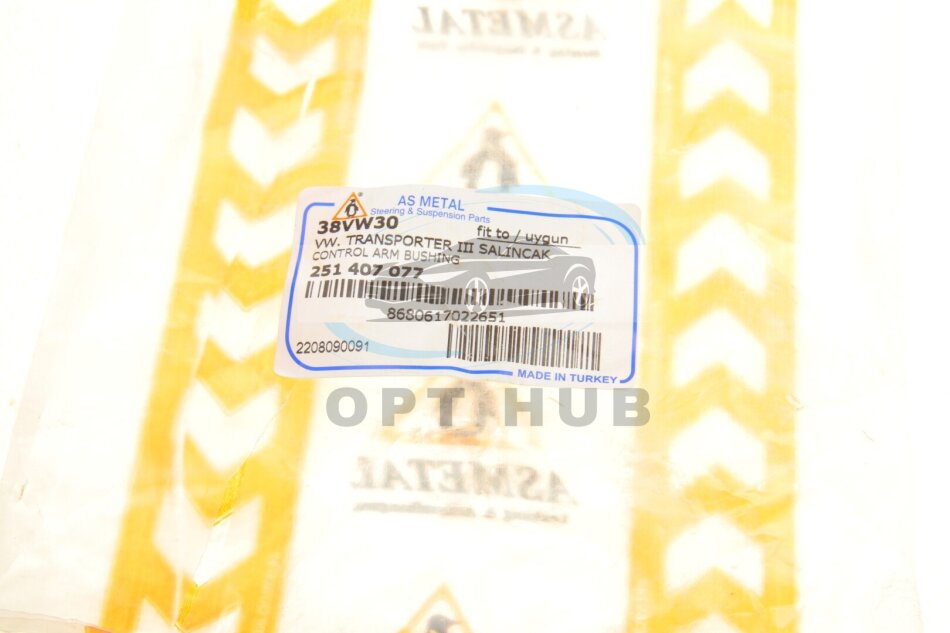 ASMETAL
AS METAL
Steering & Suspension Parts
38VW30
fit to / uygun
VW. TRANSPORTER III SALINCAK
CONTROL ARM BUSHING
251 407 077
8680617022651
2208090091
MADE IN TURKEY
OPT HUB
ASMETAL